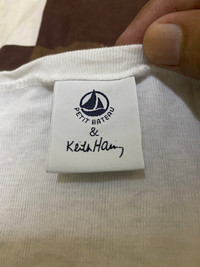 PETIT BATEAU
&
Keith Haring